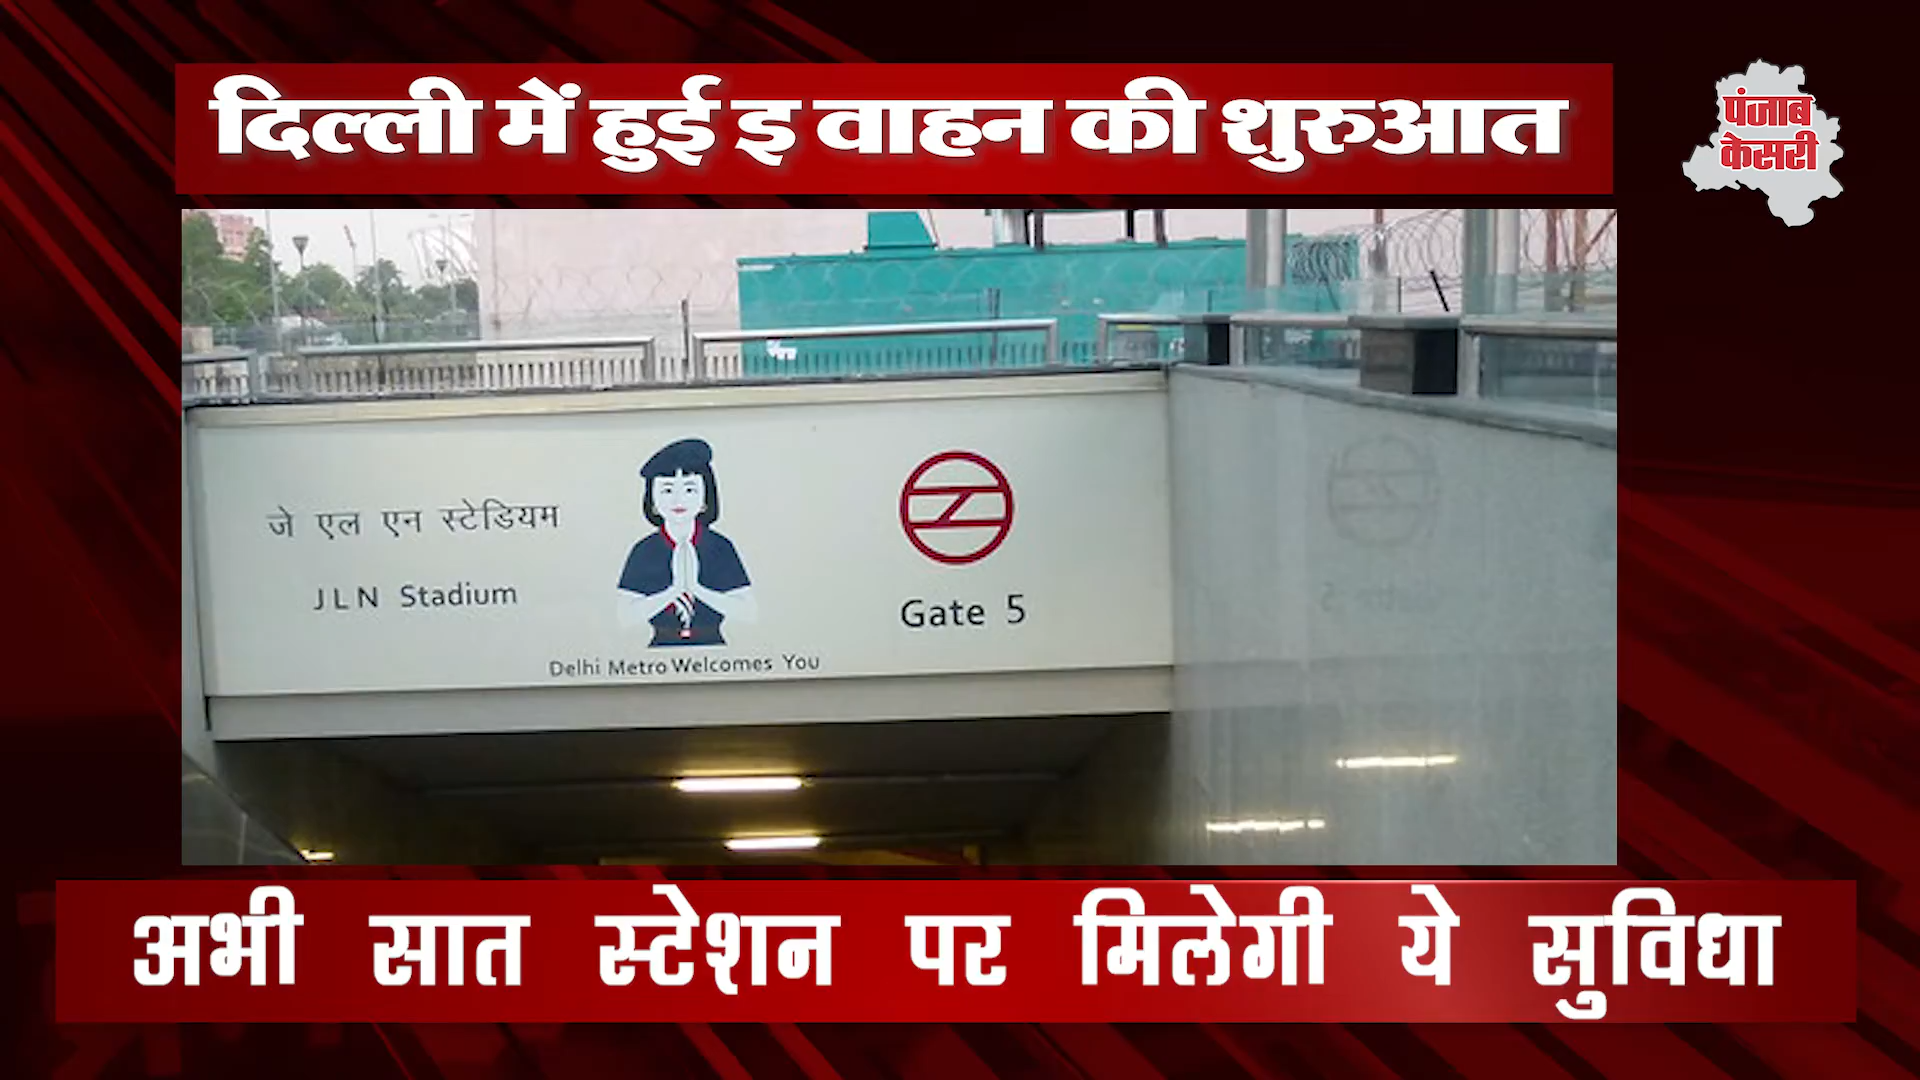 दिल्ली में हुई इ वाहन की शुरुआत
पंजाब
केसरी
जे एल एन स्टेडियम
JLN Stadium
Delhi Metro Welcomes You
Gate 5
अभी सात स्टेशन पर मिलेगी ये सुविधा